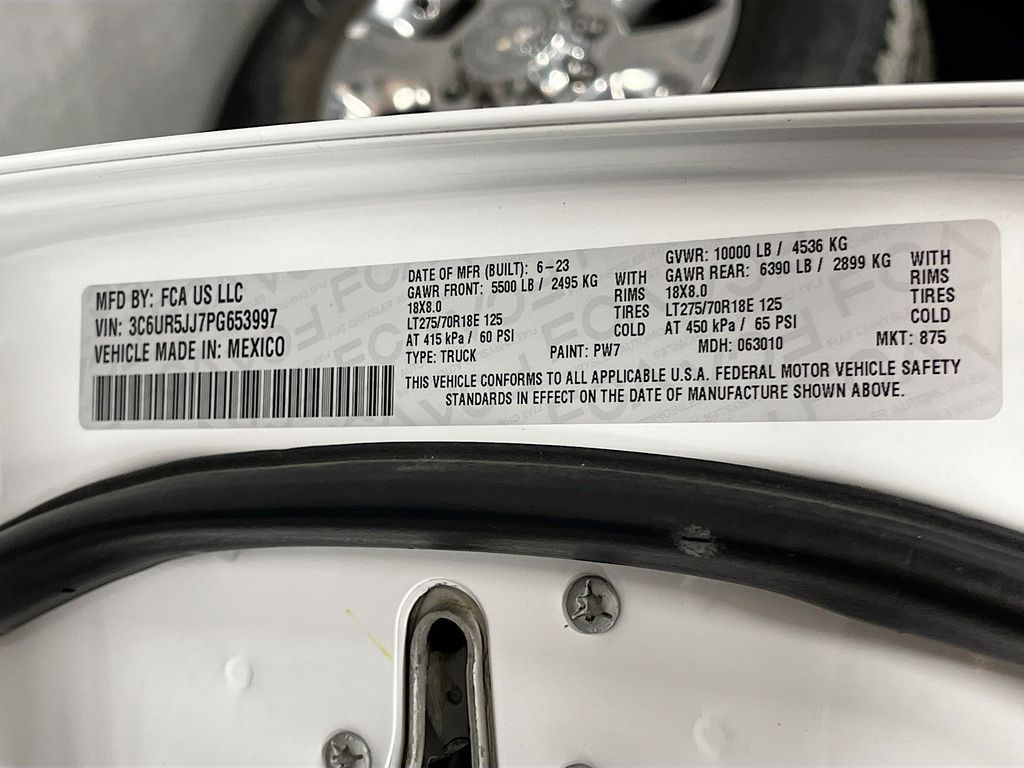 MFD BY: FCA US LLC
VIN: 3C6UR5JJ7PG653997
VEHICLE MADE IN: MEXICO
DATE OF MFR (BUILT): 6-23
GAWR FRONT: 5500 LB / 2495 KG WITH
18X8.0 RIMS
LT275/70R18E 125 TIRES
AT 415 kPa / 60 PSI COLD
TYPE: TRUCK PAINT: PW7
GVWR: 10000 LB / 4536 KG
GAWR REAR: 6390 LB / 2899 KG WITH
18X8.0 RIMS
LT275/70R18E 125 TIRES
AT 450 kPa / 65 PSI COLD
MDH: 063010 MKT: 875
THIS VEHICLE CONFORMS TO ALL APPLICABLE U.S.A. FEDERAL MOTOR VEHICLE SAFETY
STANDARDS IN EFFECT ON THE DATE OF MANUFACTURE SHOWN ABOVE.